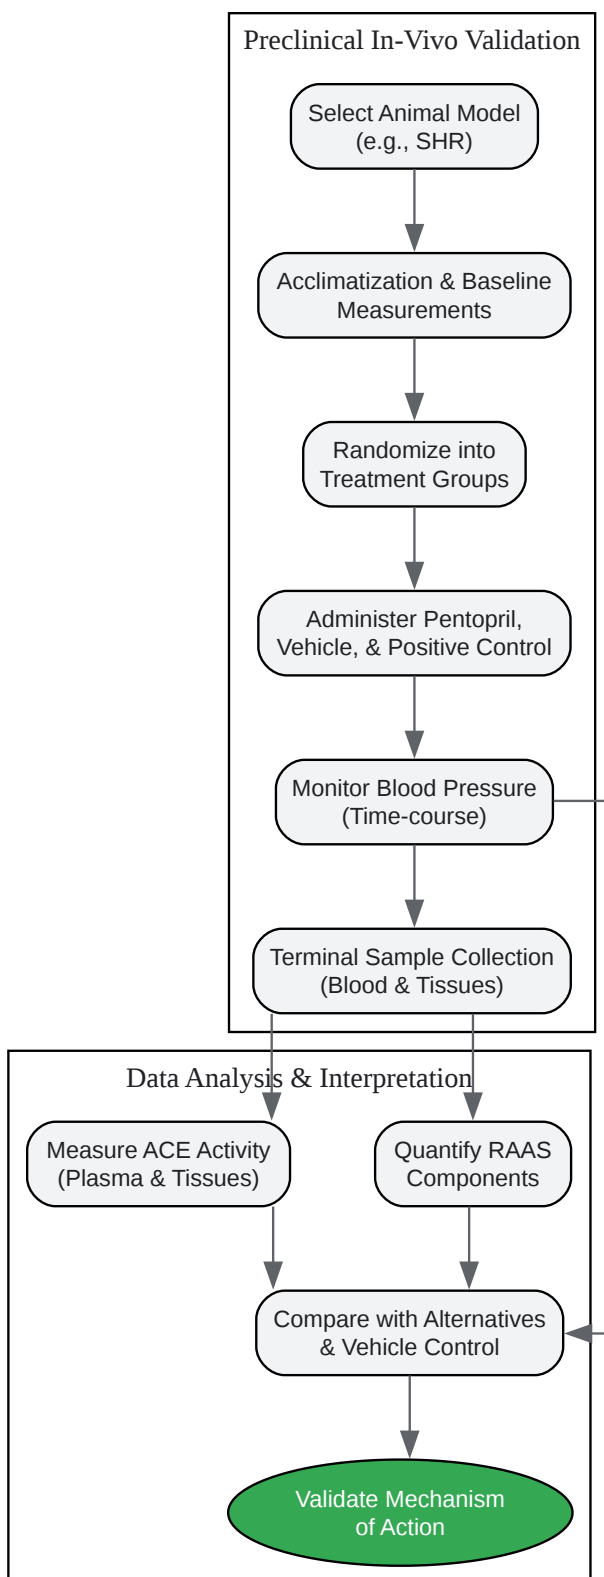 Preclinical In-Vivo Validation
Select Animal Model
(e.g., SHR)
Acclimatization & Baseline
Measurements
Randomize into
Treatment Groups
Administer Pentopril,
Vehicle, & Positive Control
Monitor Blood Pressure
(Time-course)
Terminal Sample Collection
(Blood & Tissues)
Data Analysis & Interpretation
Measure ACE Activity
(Plasma & Tissues)
Quantify RAAS
Components
Compare with Alternatives
& Vehicle Control
Validate Mechanism
of Action